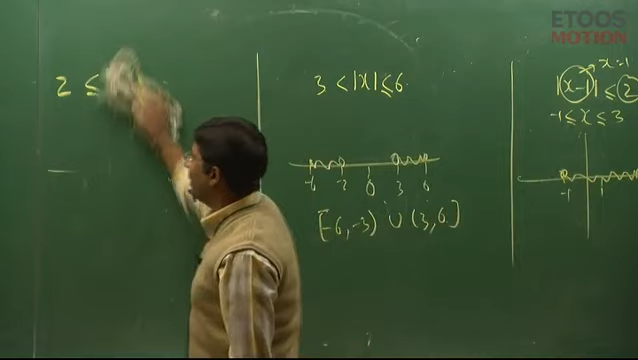 ETOOS
MOTION
2 ≤
3 < |x| ≤ 6
-6 -3 0 3 6
[-6, -3) ∪ (3, 6]
x=1
|x-1| ≤ 2
-1 ≤ x ≤ 3
-1 1